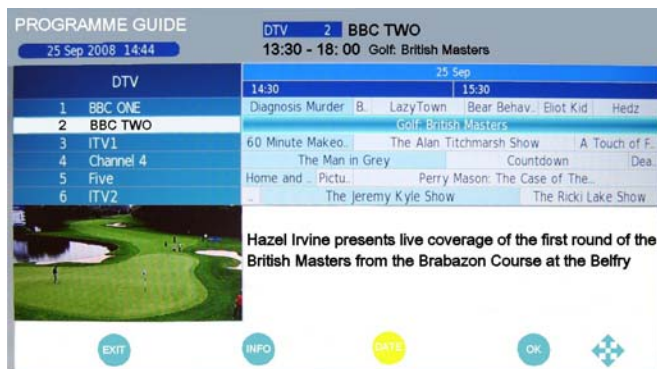 PROGRAMME GUIDE
DTV 2 BBC TWO
25 Sep 2008 14:44
13:30 - 18: 00 Golf: British Masters
DTV
25 Sep
14:30 15:30
1 BBC ONE
Diagnosis Murder B.. LazyTown Bear Behav.. Eliot Kid Hedz
2 BBC TWO
Golf: British Masters
3 ITV1
60 Minute Makeo.. The Alan Titchmarsh Show A Touch of F..
4 Channel 4
The Man in Grey Countdown Dea..
5 Five
Home and .. Pictu.. Perry Mason: The Case of The...
6 ITV2
.. The Jeremy Kyle Show The Ricki Lake Show
Hazel Irvine presents live coverage of the first round of the
British Masters from the Brabazon Course at the Belfry
EXIT INFO DATE OK